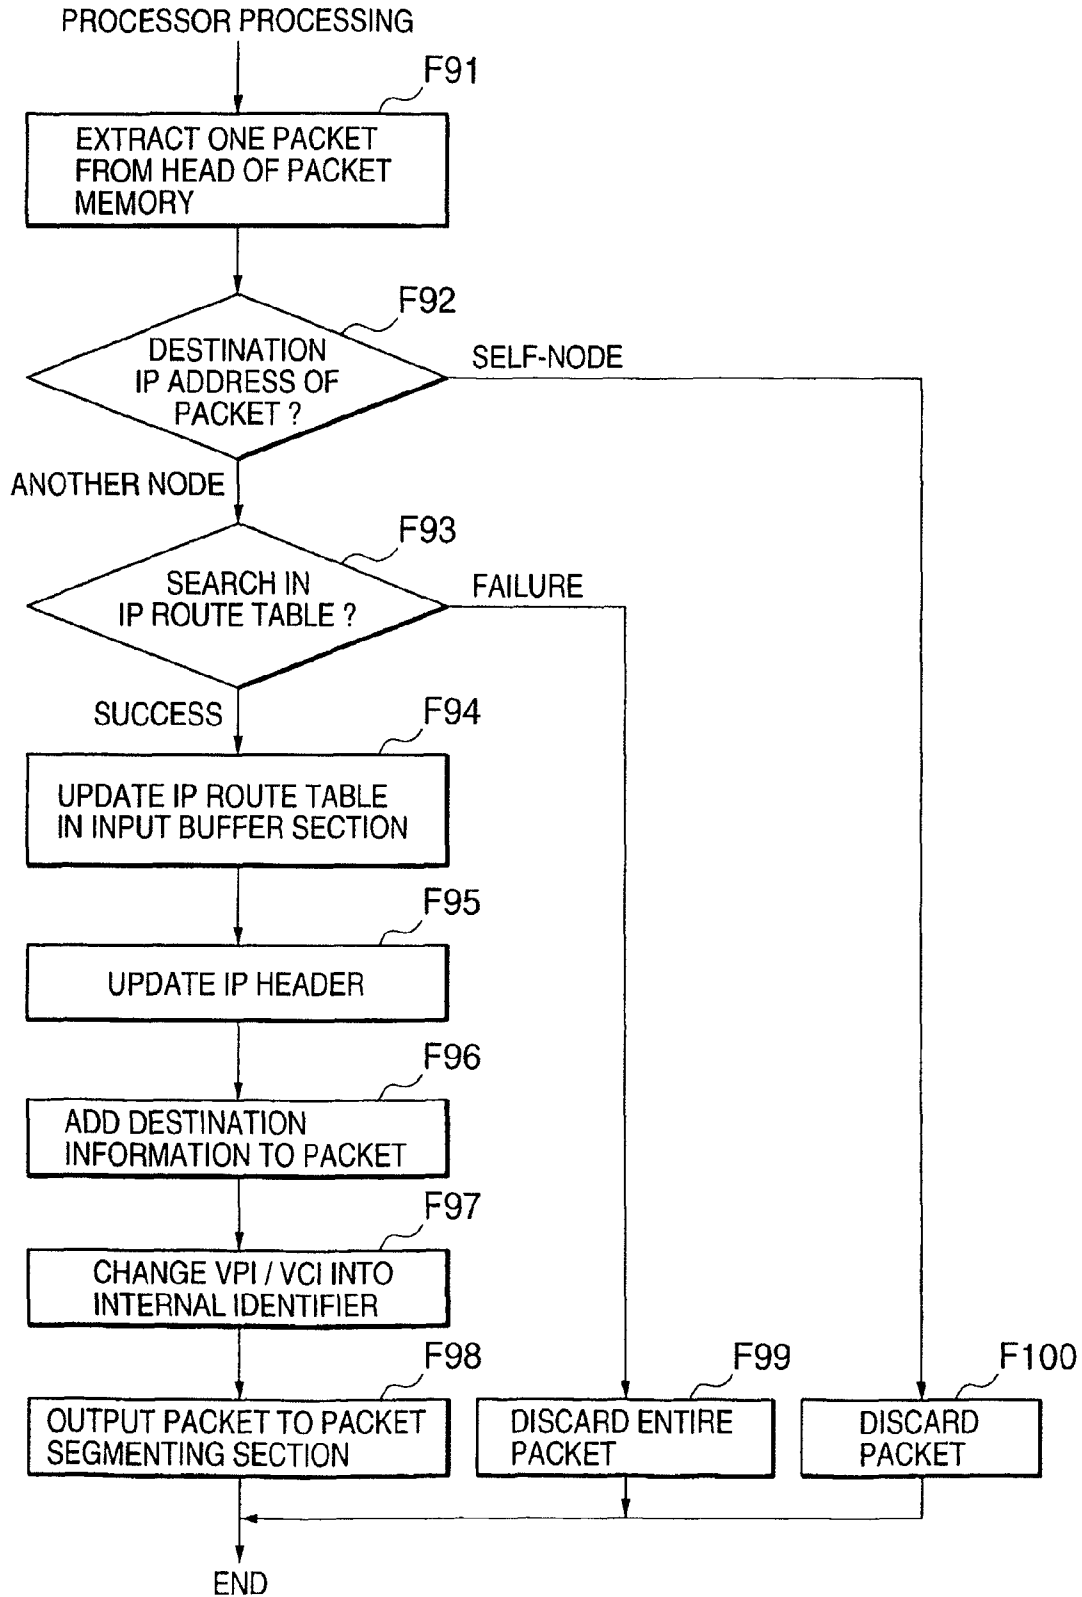 PROCESSOR PROCESSING
F91
EXTRACT ONE PACKET
FROM HEAD OF PACKET
MEMORY
F92
DESTINATION
IP ADDRESS OF
PACKET ?
SELF-NODE
ANOTHER NODE
F93
SEARCH IN
IP ROUTE TABLE ?
FAILURE
SUCCESS
F94
UPDATE IP ROUTE TABLE
IN INPUT BUFFER SECTION
F95
UPDATE IP HEADER
F96
ADD DESTINATION
INFORMATION TO PACKET
F97
CHANGE VPI / VCI INTO
INTERNAL IDENTIFIER
F98
OUTPUT PACKET TO PACKET
SEGMENTING SECTION
F99
DISCARD ENTIRE
PACKET
F100
DISCARD
PACKET
END